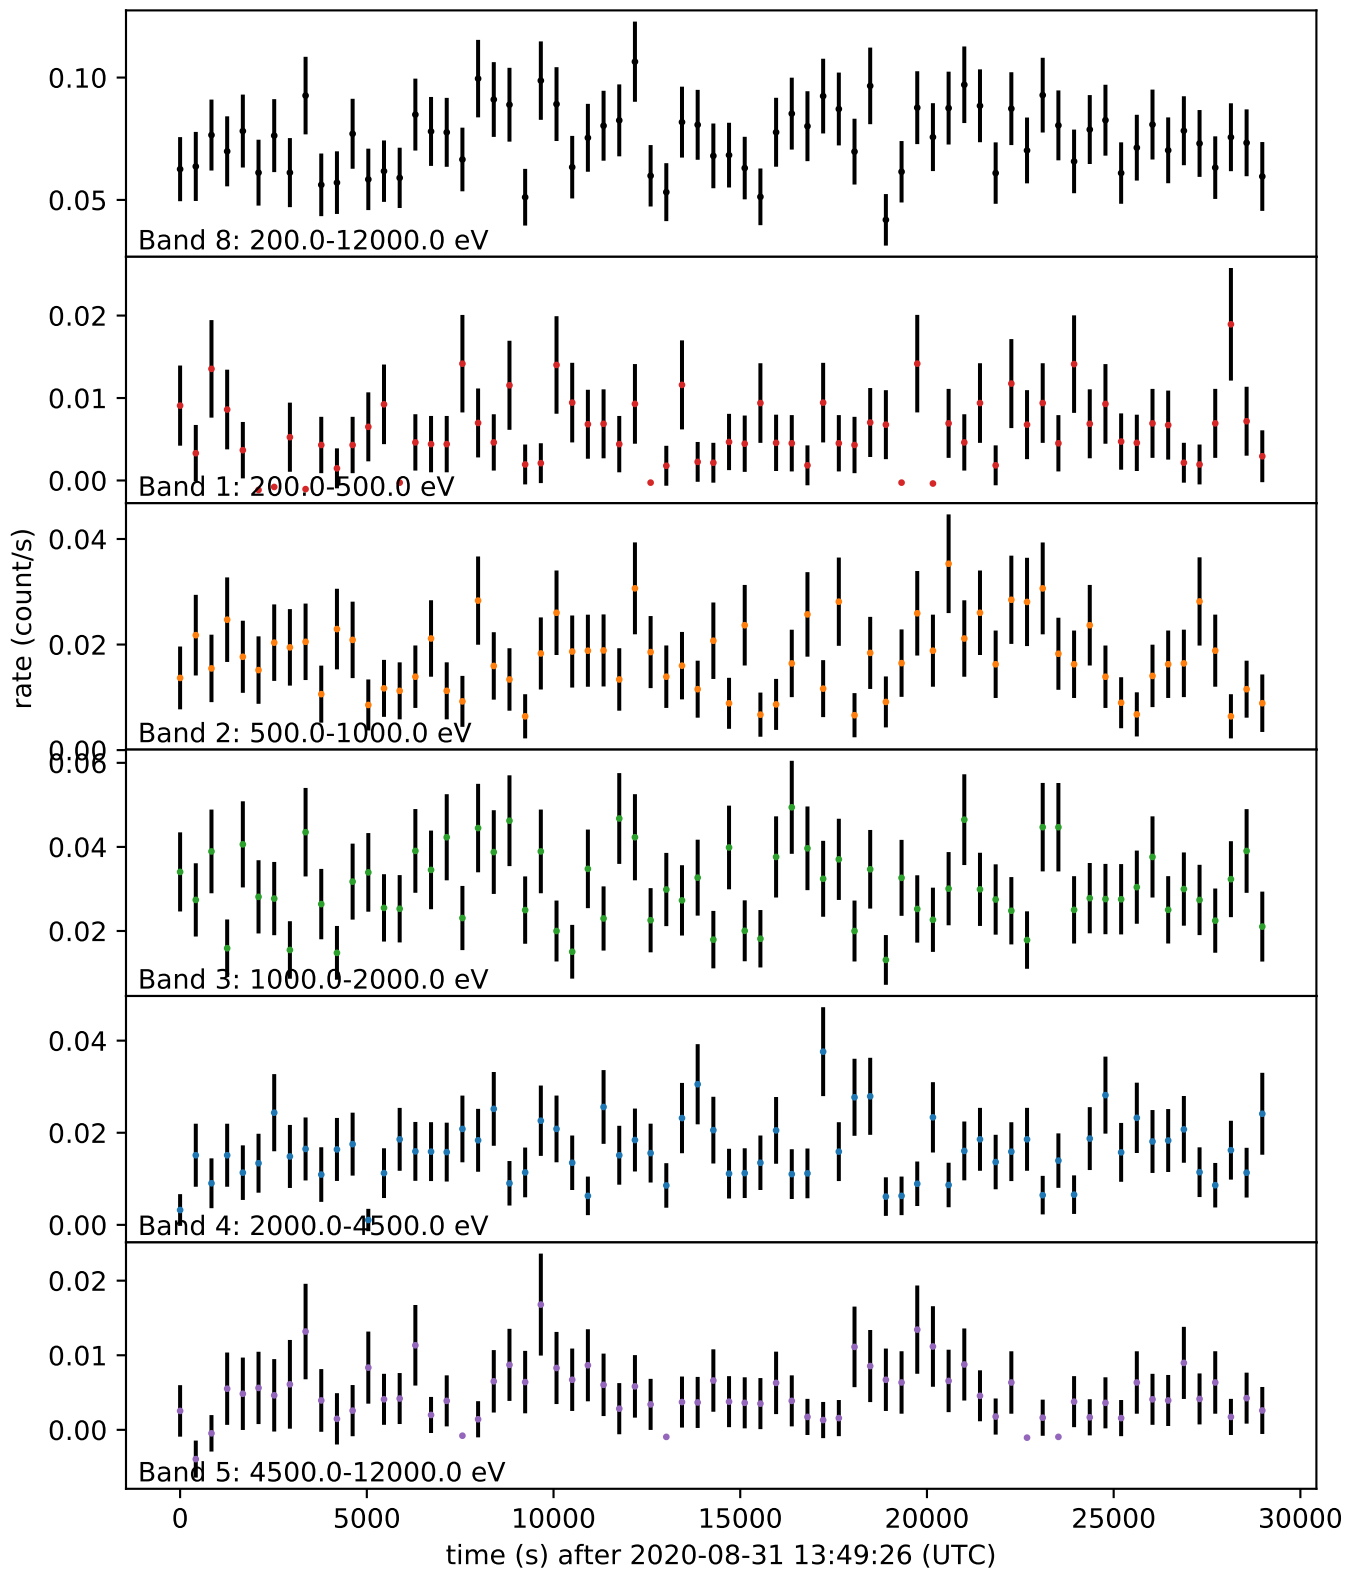 0.10
0.05
Band 8: 200.0-12000.0 eV
0.02
0.01
0.00
Band 1: 200.0-500.0 eV
0.04
0.02
0.00
Band 2: 500.0-1000.0 eV
rate (count/s)
0.06
0.04
0.02
Band 3: 1000.0-2000.0 eV
0.04
0.02
0.00
Band 4: 2000.0-4500.0 eV
0.02
0.01
0.00
Band 5: 4500.0-12000.0 eV
0 5000 10000 15000 20000 25000 30000
time (s) after 2020-08-31 13:49:26 (UTC)